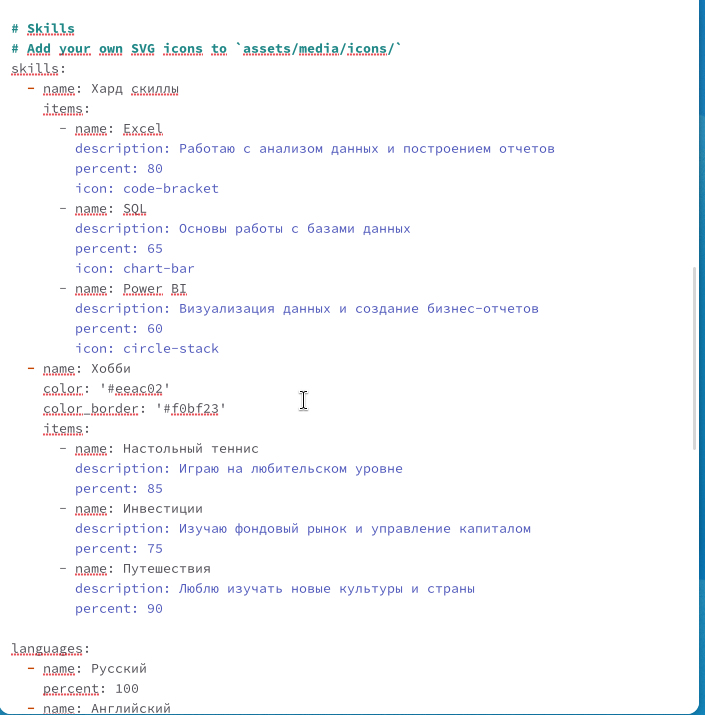 # Skills
# Add your own SVG icons to `assets/media/icons/`
skills:
  - name: Хард скиллы
    items:
      - name: Excel
        description: Работаю с анализом данных и построением отчетов
        percent: 80
        icon: code-bracket
      - name: SQL
        description: Основы работы с базами данных
        percent: 65
        icon: chart-bar
      - name: Power BI
        description: Визуализация данных и создание бизнес-отчетов
        percent: 60
        icon: circle-stack
  - name: Хобби
    color: '#eeac02'
    color_border: '#f0bf23'
    items:
      - name: Настольный теннис
        description: Играю на любительском уровне
        percent: 85
      - name: Инвестиции
        description: Изучаю фондовый рынок и управление капиталом
        percent: 75
      - name: Путешествия
        description: Люблю изучать новые культуры и страны
        percent: 90
languages:
  - name: Русский
    percent: 100
  - name: Английский